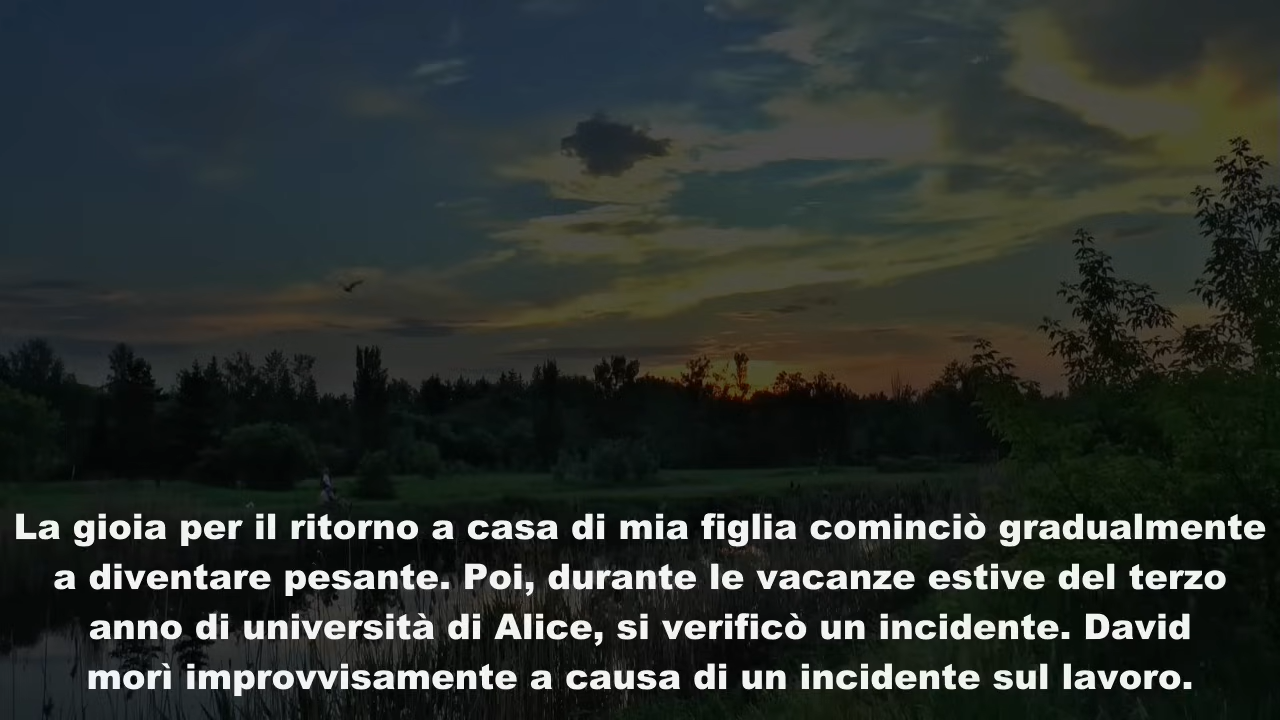 La gioia per il ritorno a casa di mia figlia cominciò gradualmente
a diventare pesante. Poi, durante le vacanze estive del terzo
anno di università di Alice, si verificò un incidente. David
morì improvvisamente a causa di un incidente sul lavoro.